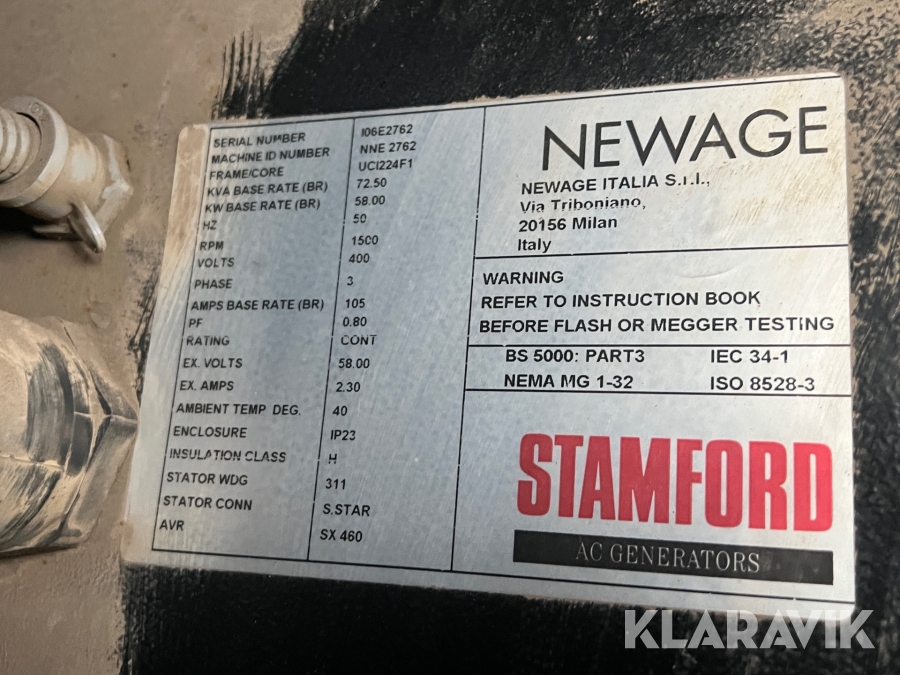 SERIAL NUMBER I06E2762
MACHINE ID NUMBER NNE 2762
FRAME/CORE UCI224F1
KVA BASE RATE (BR) 72.50
KW BASE RATE (BR) 58.00
HZ 50
RPM 1500
VOLTS 400
PHASE 3
AMPS BASE RATE (BR) 105
PF 0.80
RATING CONT
EX. VOLTS 58.00
EX. AMPS 2.30
AMBIENT TEMP DEG. 40
ENCLOSURE IP23
INSULATION CLASS H
STATOR WDG 311
STATOR CONN S.STAR
AVR SX 460
NEWAGE
NEWAGE ITALIA S.r.l.,
Via Triboniano,
20156 Milan
Italy
WARNING
REFER TO INSTRUCTION BOOK
BEFORE FLASH OR MEGGER TESTING
BS 5000: PART3 IEC 34-1
NEMA MG 1-32 ISO 8528-3
STAMFORD
AC GENERATORS
KLARAVIK